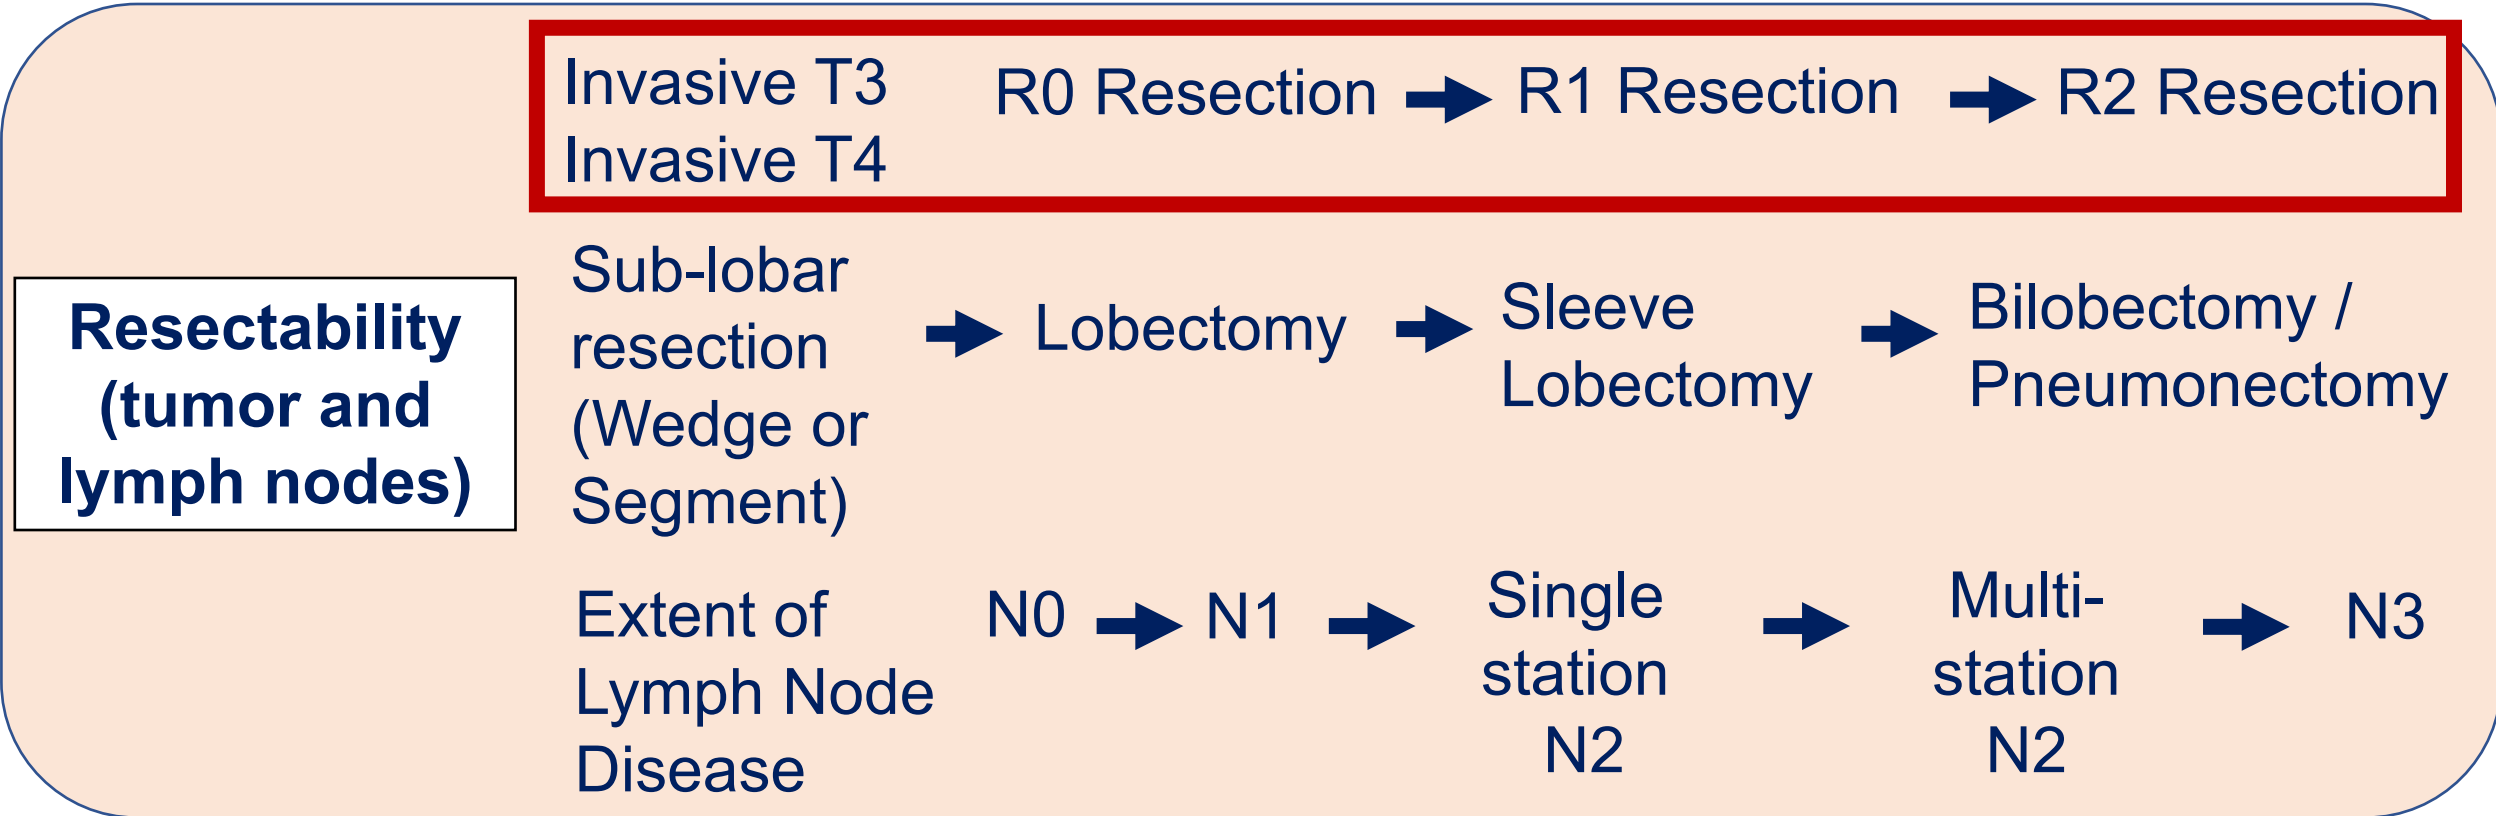 Invasive T3
Invasive T4
R0 Resection
R1 Resection
R2 Resection
Resectability
(tumor and
lymph nodes)
Sub-lobar
resection
(Wedge or
Segment)
Lobectomy
Sleeve
Lobectomy
Bilobectomy /
Pneumonectomy
Extent of
Lymph Node
Disease
N0
N1
Single
station
N2
Multi-
station
N2
N3